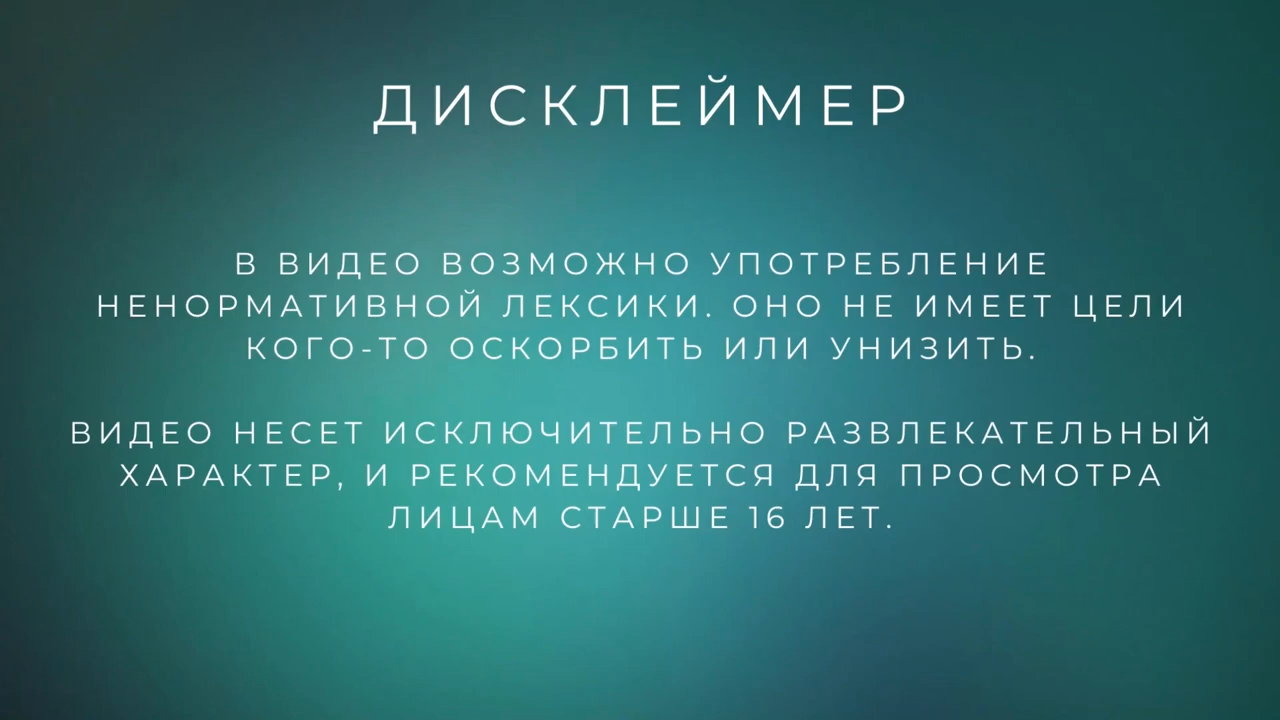 ДИСКЛЕЙМЕР
В ВИДЕО ВОЗМОЖНО УПОТРЕБЛЕНИЕ
НЕНОРМАТИВНОЙ ЛЕКСИКИ. ОНО НЕ ИМЕЕТ ЦЕЛИ
КОГО-ТО ОСКОРБИТЬ ИЛИ УНИЗИТЬ.
ВИДЕО НЕСЕТ ИСКЛЮЧИТЕЛЬНО РАЗВЛЕКАТЕЛЬНЫЙ
ХАРАКТЕР, И РЕКОМЕНДУЕТСЯ ДЛЯ ПРОСМОТРА
ЛИЦАМ СТАРШЕ 16 ЛЕТ.